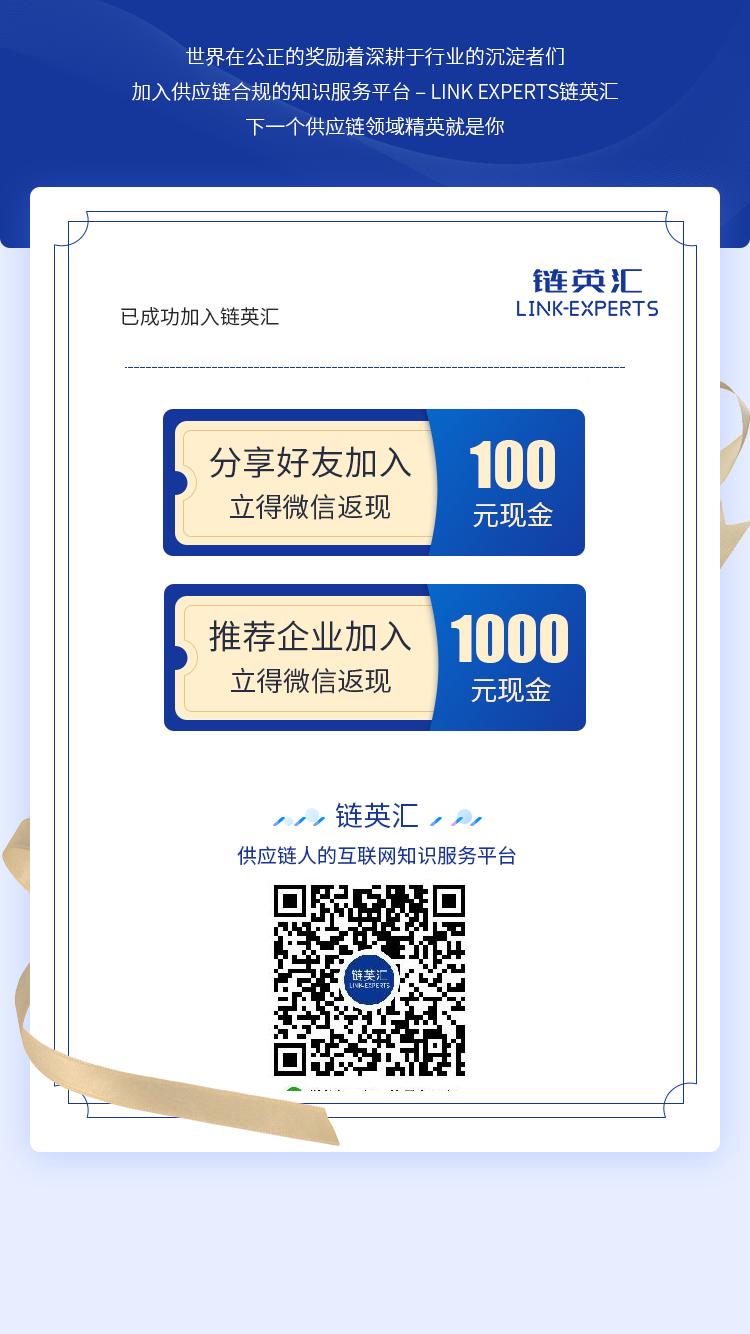 世界在公正的奖励着深耕于行业的沉淀者们
加入供应链合规的知识服务平台 – LINK EXPERTS链英汇
下一个供应链领域精英就是你
链英汇
LINK-EXPERTS
已成功加入链英汇
分享好友加入
立得微信返现
100
元现金
推荐企业加入
立得微信返现
1000
元现金
链英汇
供应链人的互联网知识服务平台
链英汇
LINK-EXPERTS